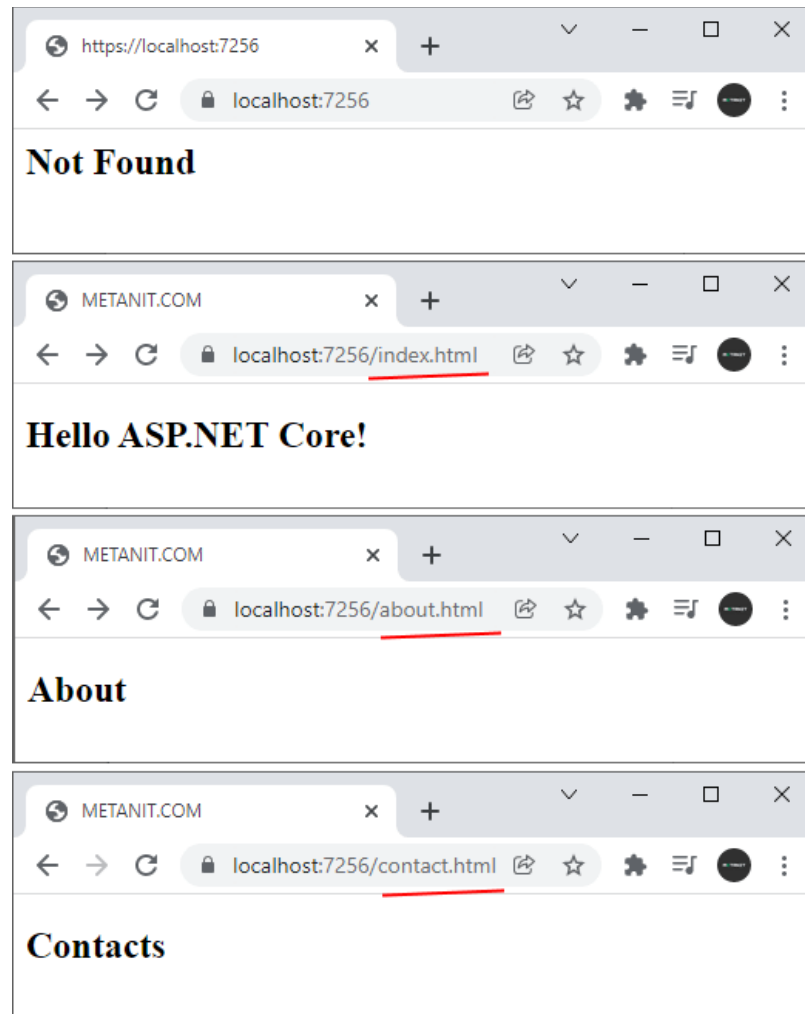 https://localhost:7256
localhost:7256
Not Found
METANIT.COM
localhost:7256/index.html
Hello ASP.NET Core!
METANIT.COM
localhost:7256/about.html
About
METANIT.COM
localhost:7256/contact.html
Contacts